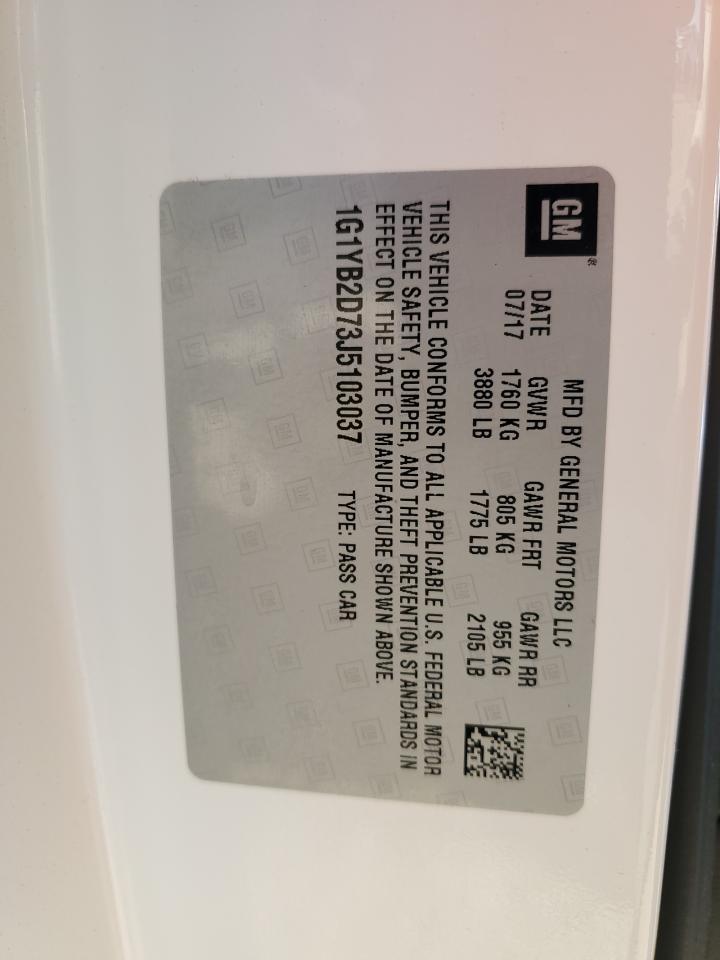 GM®
MFD BY GENERAL MOTORS LLC
DATE GVWR GAWR FRT GAWR RR
07/17 1760 KG 805 KG 955 KG
3880 LB 1775 LB 2105 LB
THIS VEHICLE CONFORMS TO ALL APPLICABLE U.S. FEDERAL MOTOR
VEHICLE SAFETY, BUMPER, AND THEFT PREVENTION STANDARDS IN
EFFECT ON THE DATE OF MANUFACTURE SHOWN ABOVE.
1G1YB2D73J5103037 TYPE: PASS CAR